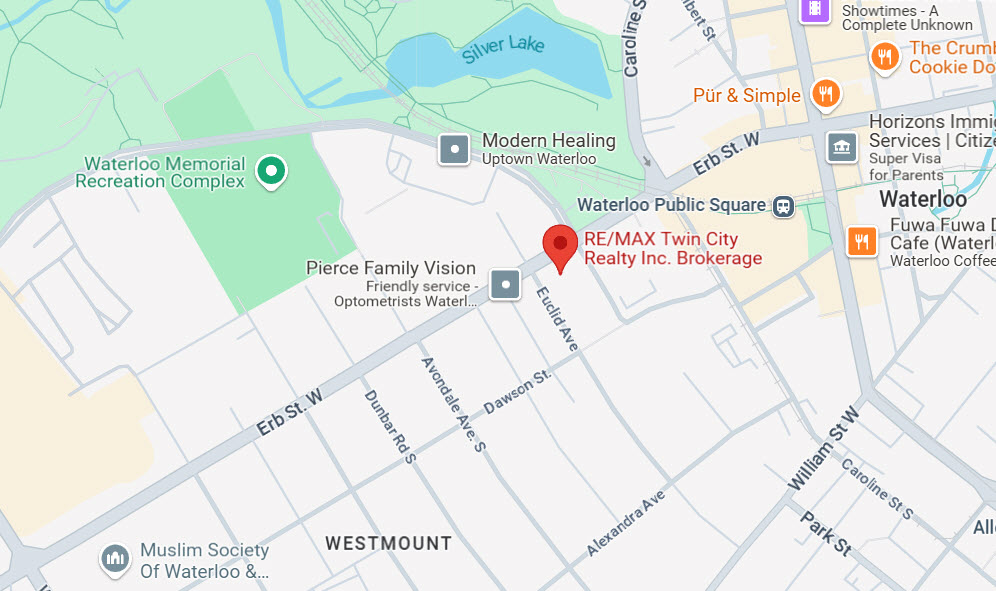 Showtimes - A
Complete Unknown
The Crumb
Cookie Do
Silver Lake
Caroline S
bert St
Pür & Simple
Horizons Immi
Services | Citize
Super Visa
for Parents
Modern Healing
Uptown Waterloo
Erb St. W
Waterloo Memorial
Recreation Complex
Waterloo Public Square
Waterloo
Fuwa Fuwa D
Cafe (Waterl
Waterloo Coffee
RE/MAX Twin City
Realty Inc. Brokerage
Pierce Family Vision
Friendly service -
Optometrists Waterl...
Euclid Ave
Avondale Ave. S
Dawson St.
Dunbar Rd S
Erb St. W
William St W
Caroline St S
Alexandra Ave
Park St
All
WESTMOUNT
Muslim Society
Of Waterloo &...